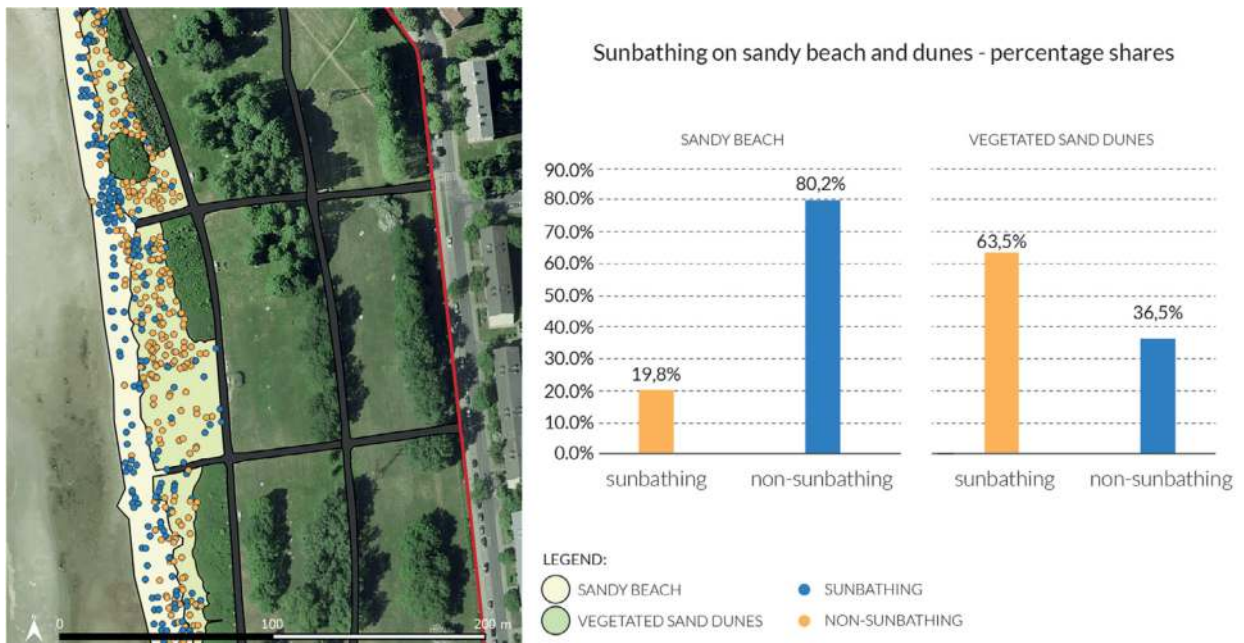 Sunbathing on sandy beach and dunes - percentage shares
SANDY BEACH
VEGETATED SAND DUNES
90.0%
80.0%
70.0%
60.0%
50.0%
40.0%
30.0%
20.0%
10.0%
0.0%
19,8%
80,2%
63,5%
36,5%
sunbathing
non-sunbathing
sunbathing
non-sunbathing
LEGEND:
SANDY BEACH
SUNBATHING
VEGETATED SAND DUNES
NON-SUNBATHING
N
0
100
200 m